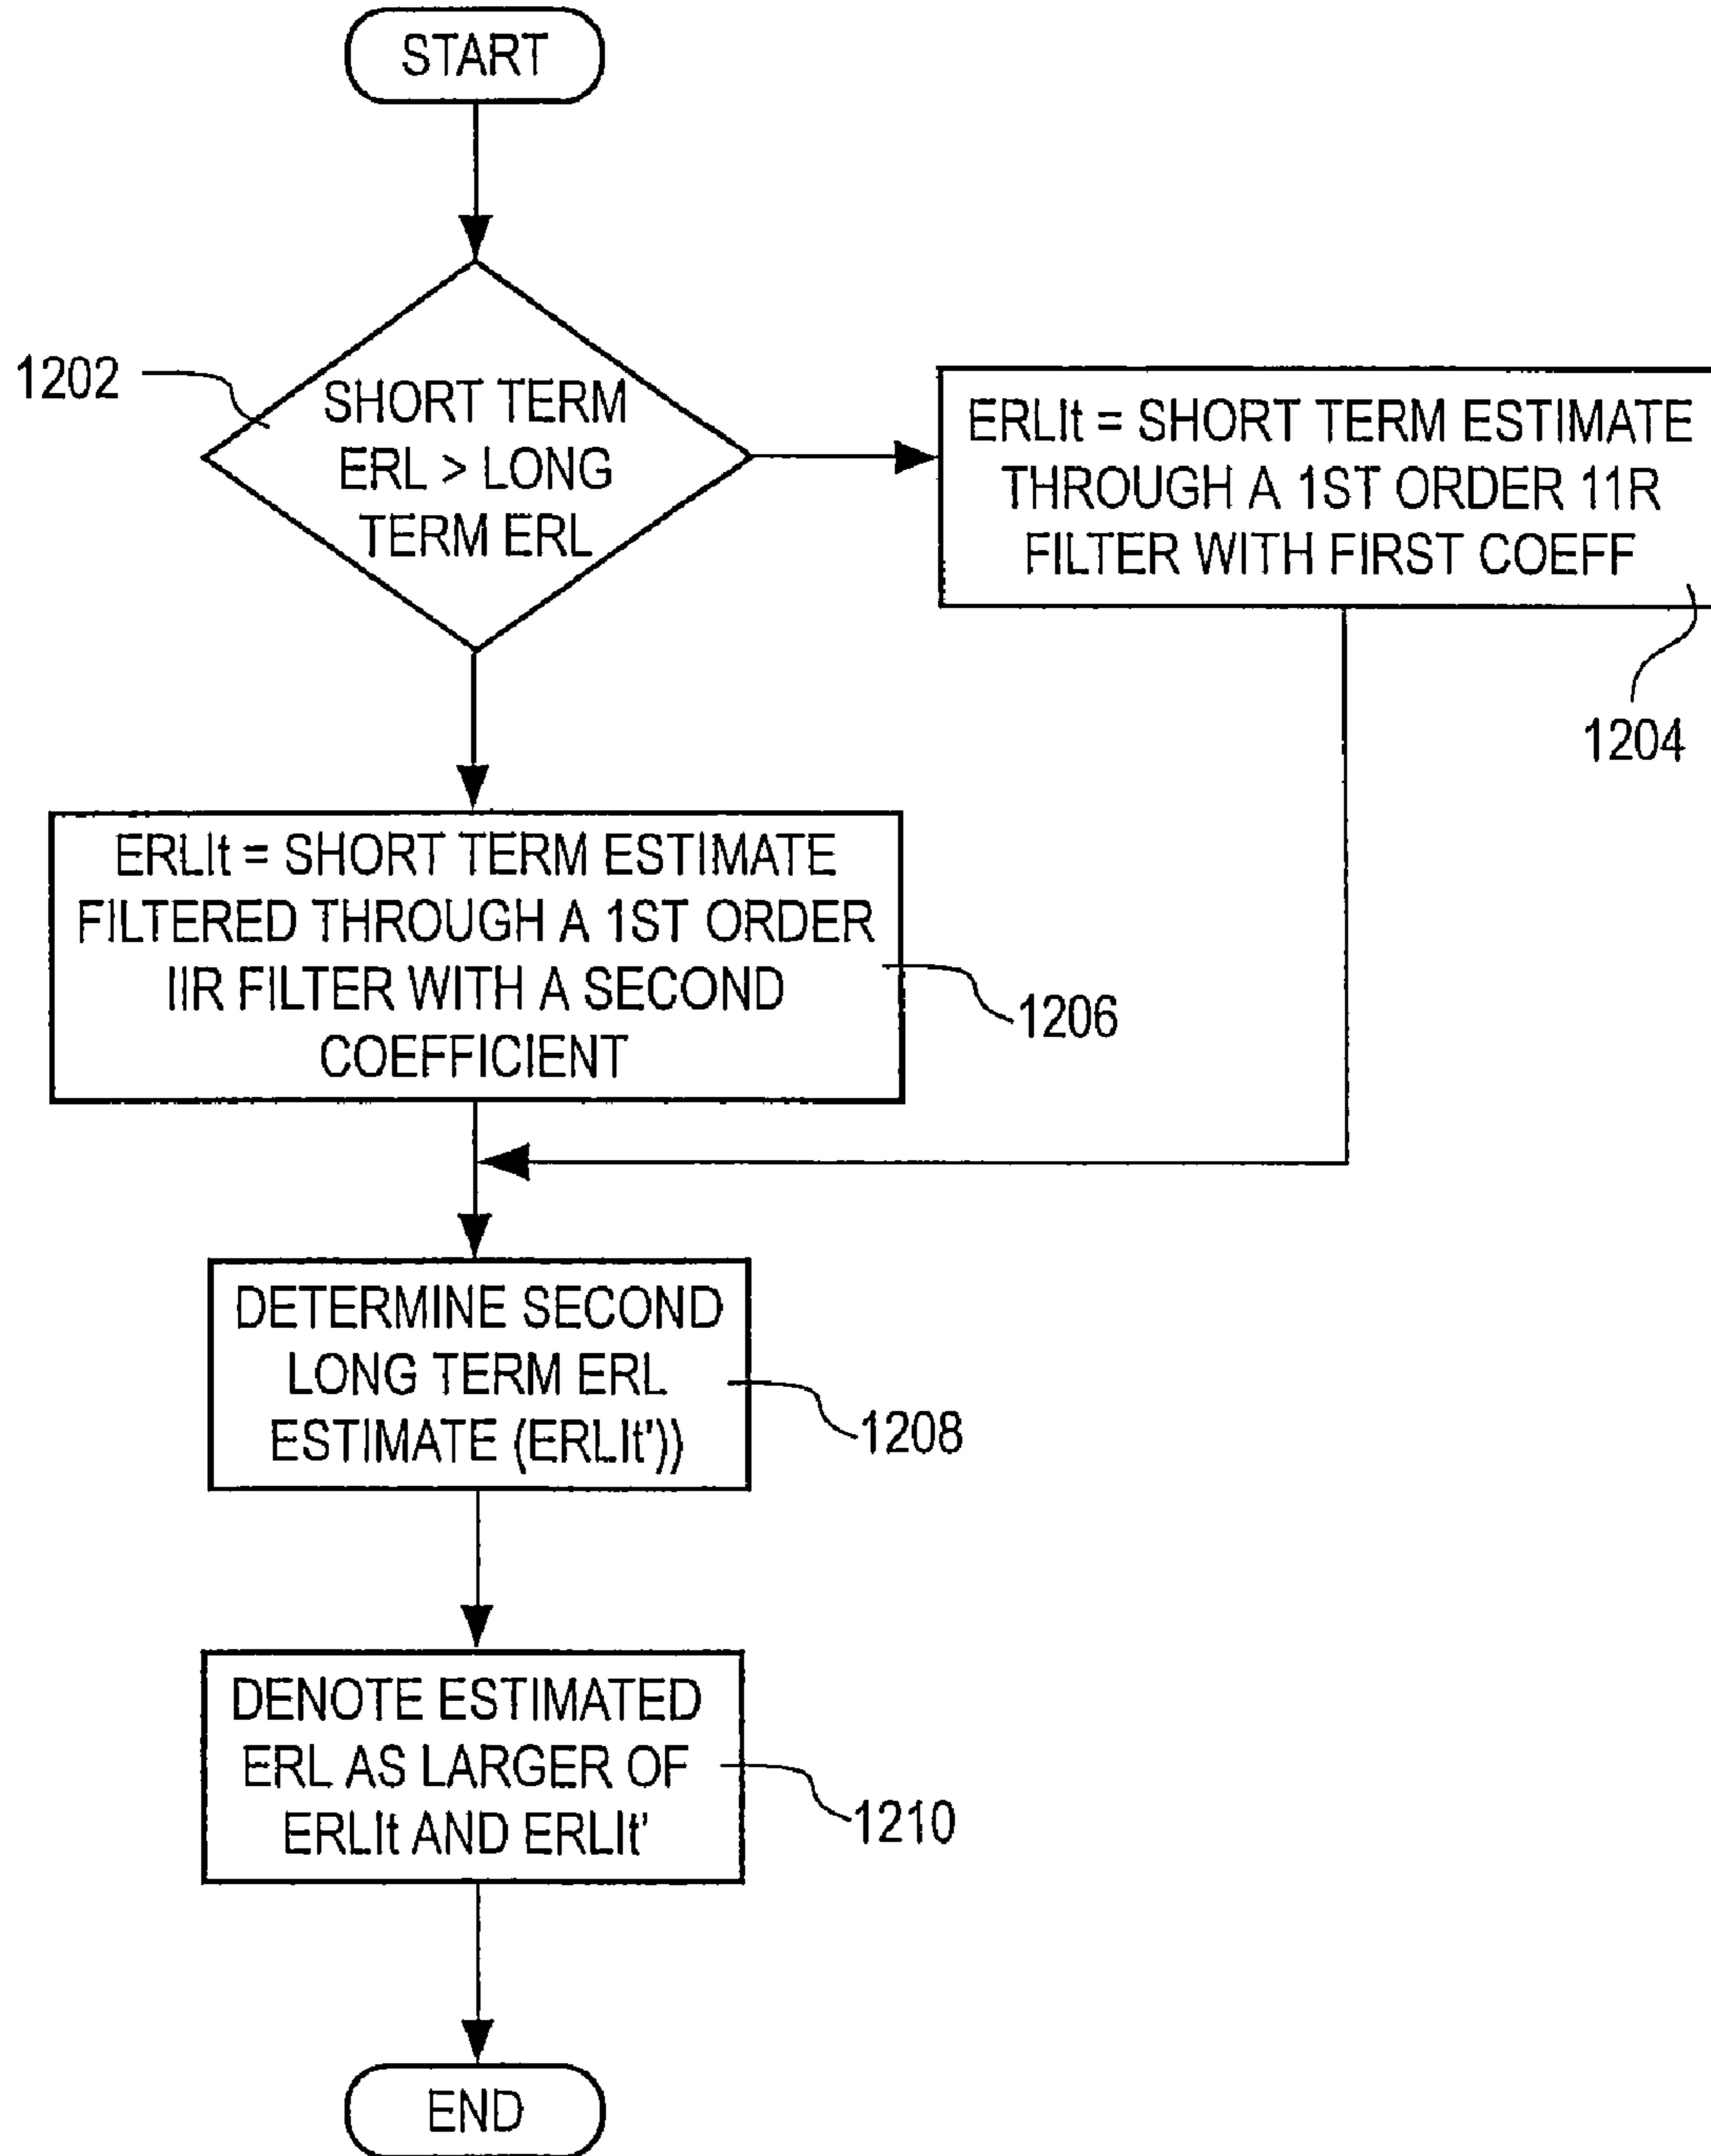 START
1202
SHORT TERM
ERL > LONG
TERM ERL
ERLlt = SHORT TERM ESTIMATE
THROUGH A 1ST ORDER 11R
FILTER WITH FIRST COEFF
1204
ERLlt = SHORT TERM ESTIMATE
FILTERED THROUGH A 1ST ORDER
IIR FILTER WITH A SECOND
COEFFICIENT
1206
DETERMINE SECOND
LONG TERM ERL
ESTIMATE (ERLlt'))
1208
DENOTE ESTIMATED
ERL AS LARGER OF
ERLlt AND ERLlt'
1210
END